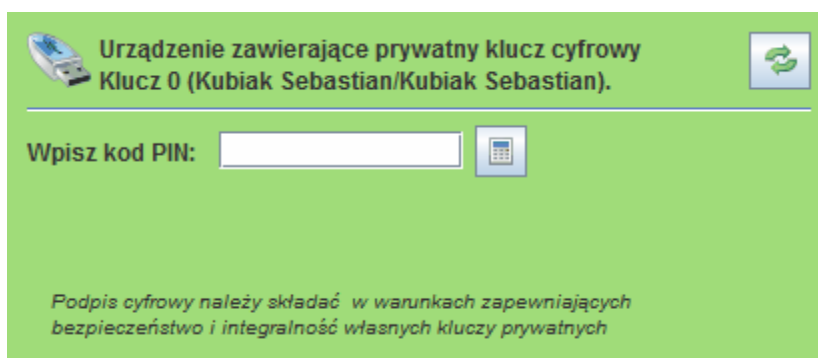 Urządzenie zawierające prywatny klucz cyfrowy
Klucz 0 (Kubiak Sebastian/Kubiak Sebastian).
Wpisz kod PIN:
Podpis cyfrowy należy składać w warunkach zapewniających
bezpieczeństwo i integralność własnych kluczy prywatnych